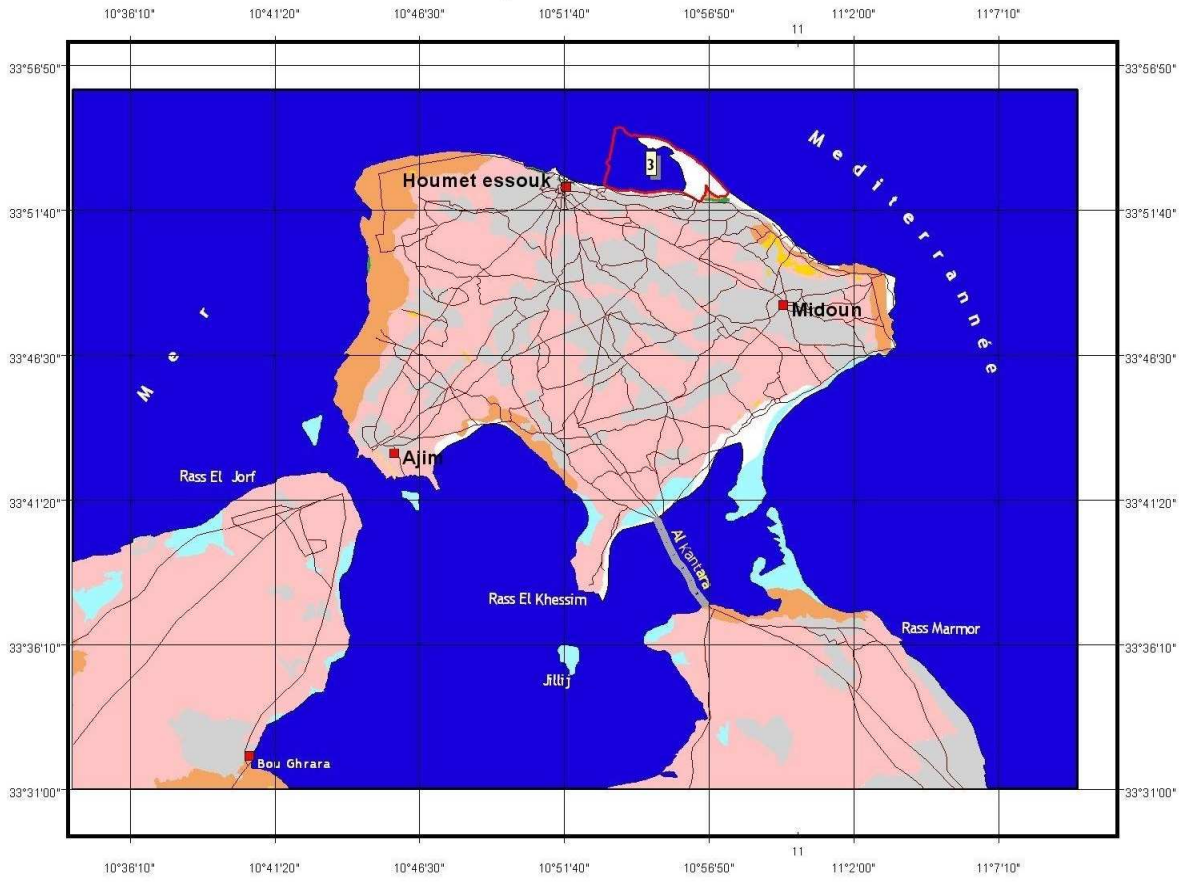 10°36'10" 10°41'20" 10°46'30" 10°51'40" 10°56'50" 11 11°2'00" 11°7'10"
33°56'50" 33°56'50"
Mer Mediterrannée
3
Houmet essouk
33°51'40" 33°51'40"
Midoun
33°46'30" 33°46'30"
Ajim
Rass El Jorf
33°41'20" 33°41'20"
Al Kantara
Rass El Khessim
Rass Marmor
33°36'10" 33°36'10"
Jillij
Bou Ghrara
33°31'00" 33°31'00"
10°36'10" 10°41'20" 10°46'30" 10°51'40" 10°56'50" 11 11°2'00" 11°7'10"